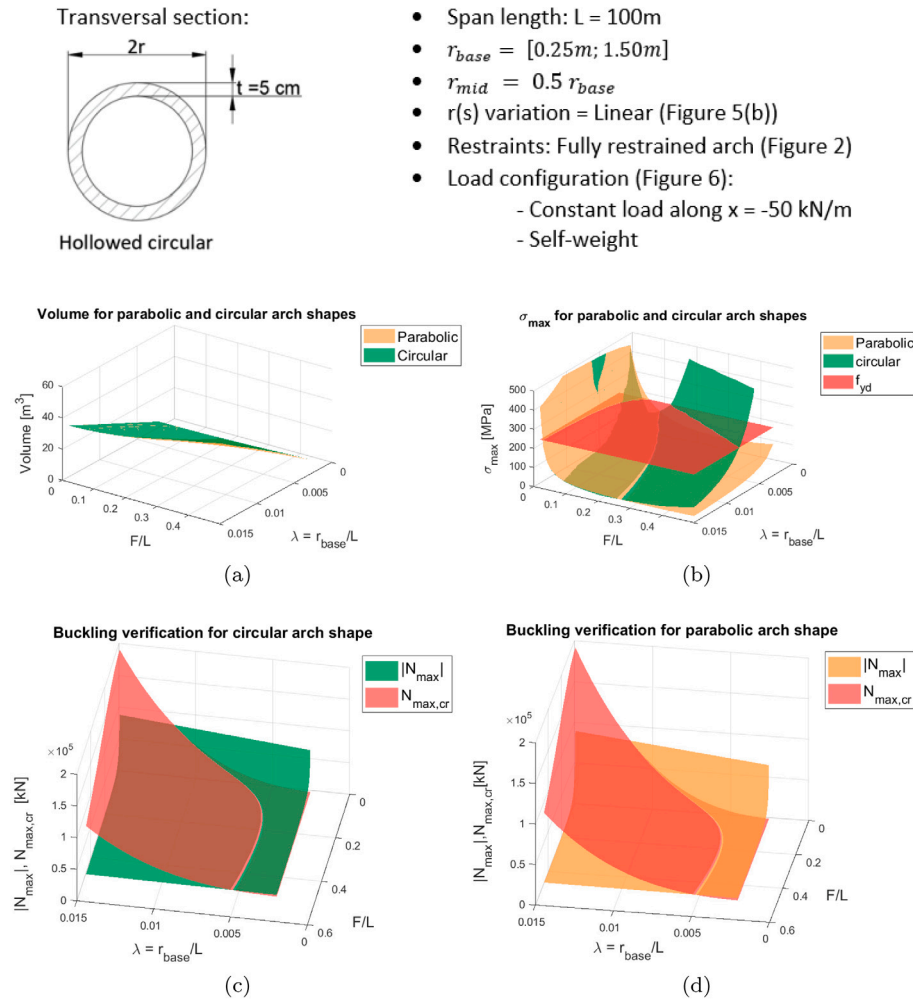 Transversal section:
2r
t =5 cm
Hollowed circular
• Span length: L = 100m
• r_base = [0.25m; 1.50m]
• r_mid = 0.5 r_base
• r(s) variation = Linear (Figure 5(b))
• Restraints: Fully restrained arch (Figure 2)
• Load configuration (Figure 6):
- Constant load along x = -50 kN/m
- Self-weight
Volume for parabolic and circular arch shapes
Parabolic
Circular
Volume [m³]
60
40
20
0
0
0.1
0.2
0.3
0.4
F/L
0.015
0.01
0.005
0
λ = r_base/L
(a)
σ_max for parabolic and circular arch shapes
Parabolic
circular
f_yd
σ_max [MPa]
500
400
300
200
100
0
0
0.1
0.2
0.3
0.4
F/L
0.015
0.01
0.005
0
λ = r_base/L
(b)
Buckling verification for circular arch shape
|N_max|
N_max,cr
×10⁵
|N_max|, N_max,cr [kN]
2
1.5
1
0.5
0
0.015
0.01
0.005
0
λ = r_base/L
0
0.2
0.4
0.6
F/L
(c)
Buckling verification for parabolic arch shape
|N_max|
N_max,cr
×10⁵
|N_max|,N_max,cr[kN]
2
1.5
1
0.5
0
0.015
0.01
0.005
0
λ = r_base/L
0
0.2
0.4
0.6
F/L
(d)